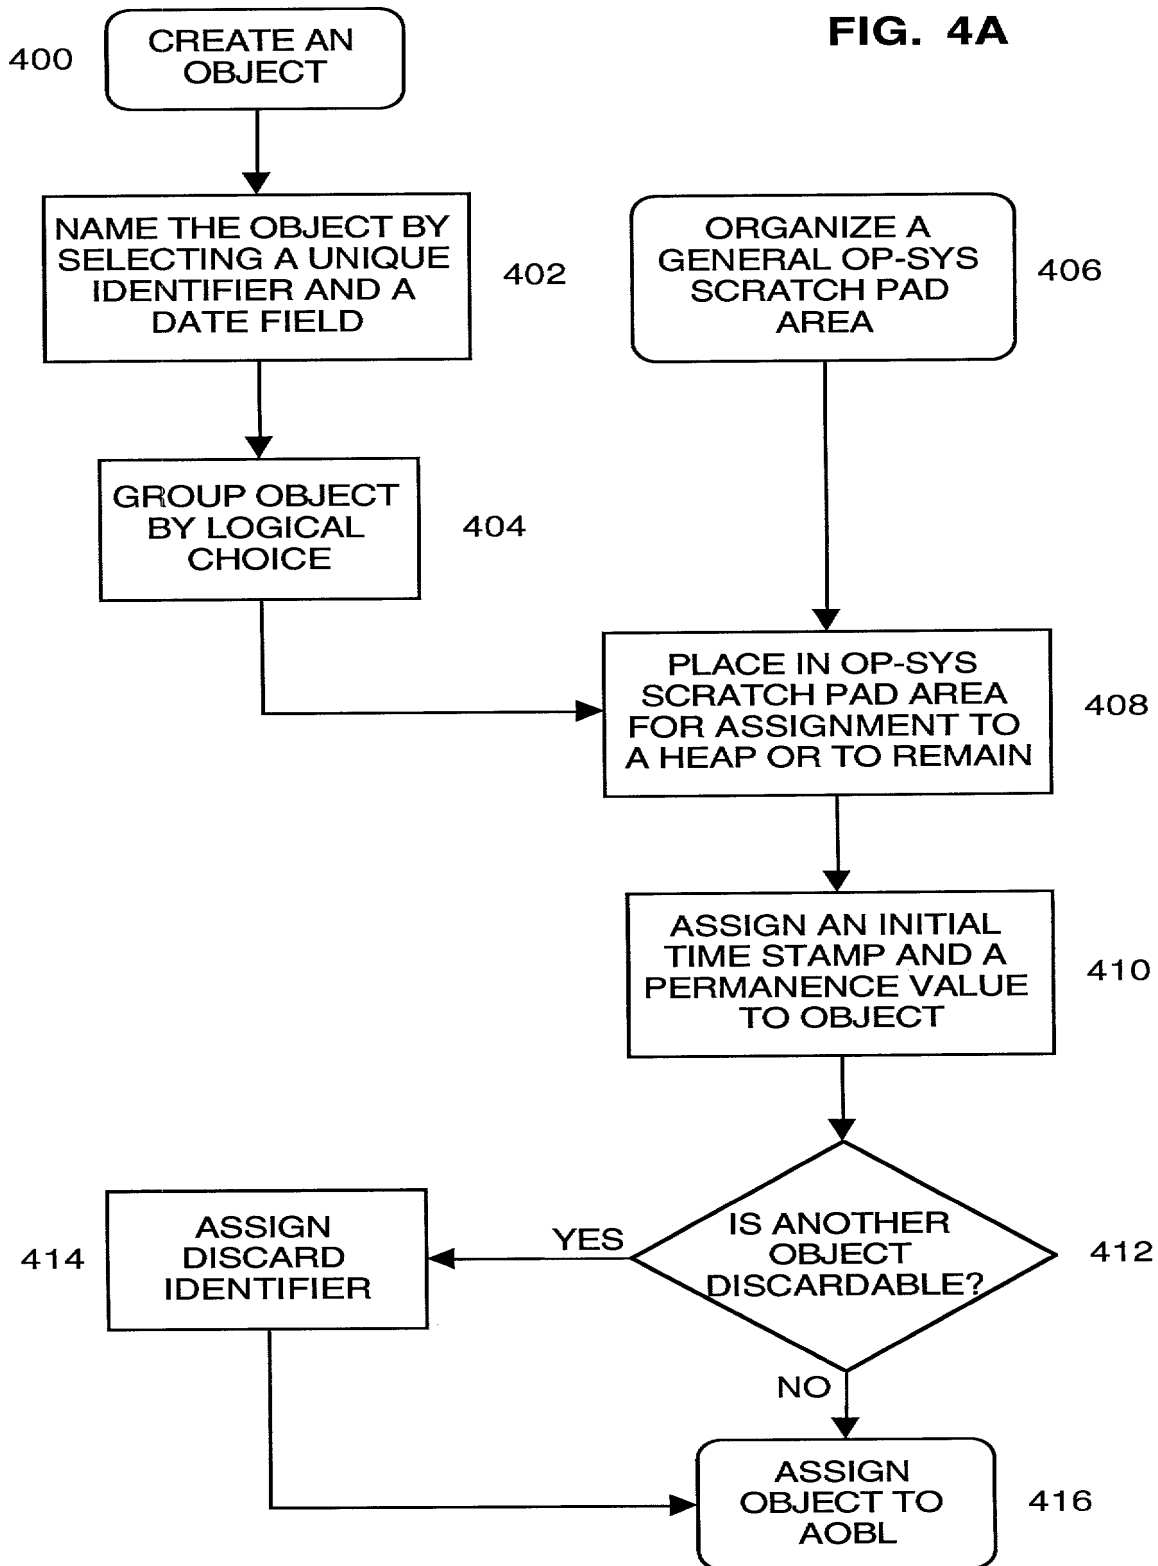 FIG. 4A
400
CREATE AN
OBJECT
NAME THE OBJECT BY
SELECTING A UNIQUE
IDENTIFIER AND A
DATE FIELD
402
ORGANIZE A
GENERAL OP-SYS
SCRATCH PAD
AREA
406
GROUP OBJECT
BY LOGICAL
CHOICE
404
PLACE IN OP-SYS
SCRATCH PAD AREA
FOR ASSIGNMENT TO
A HEAP OR TO REMAIN
408
ASSIGN AN INITIAL
TIME STAMP AND A
PERMANENCE VALUE
TO OBJECT
410
IS ANOTHER
OBJECT
DISCARDABLE?
412
YES
414
ASSIGN
DISCARD
IDENTIFIER
NO
ASSIGN
OBJECT TO
AOBL
416